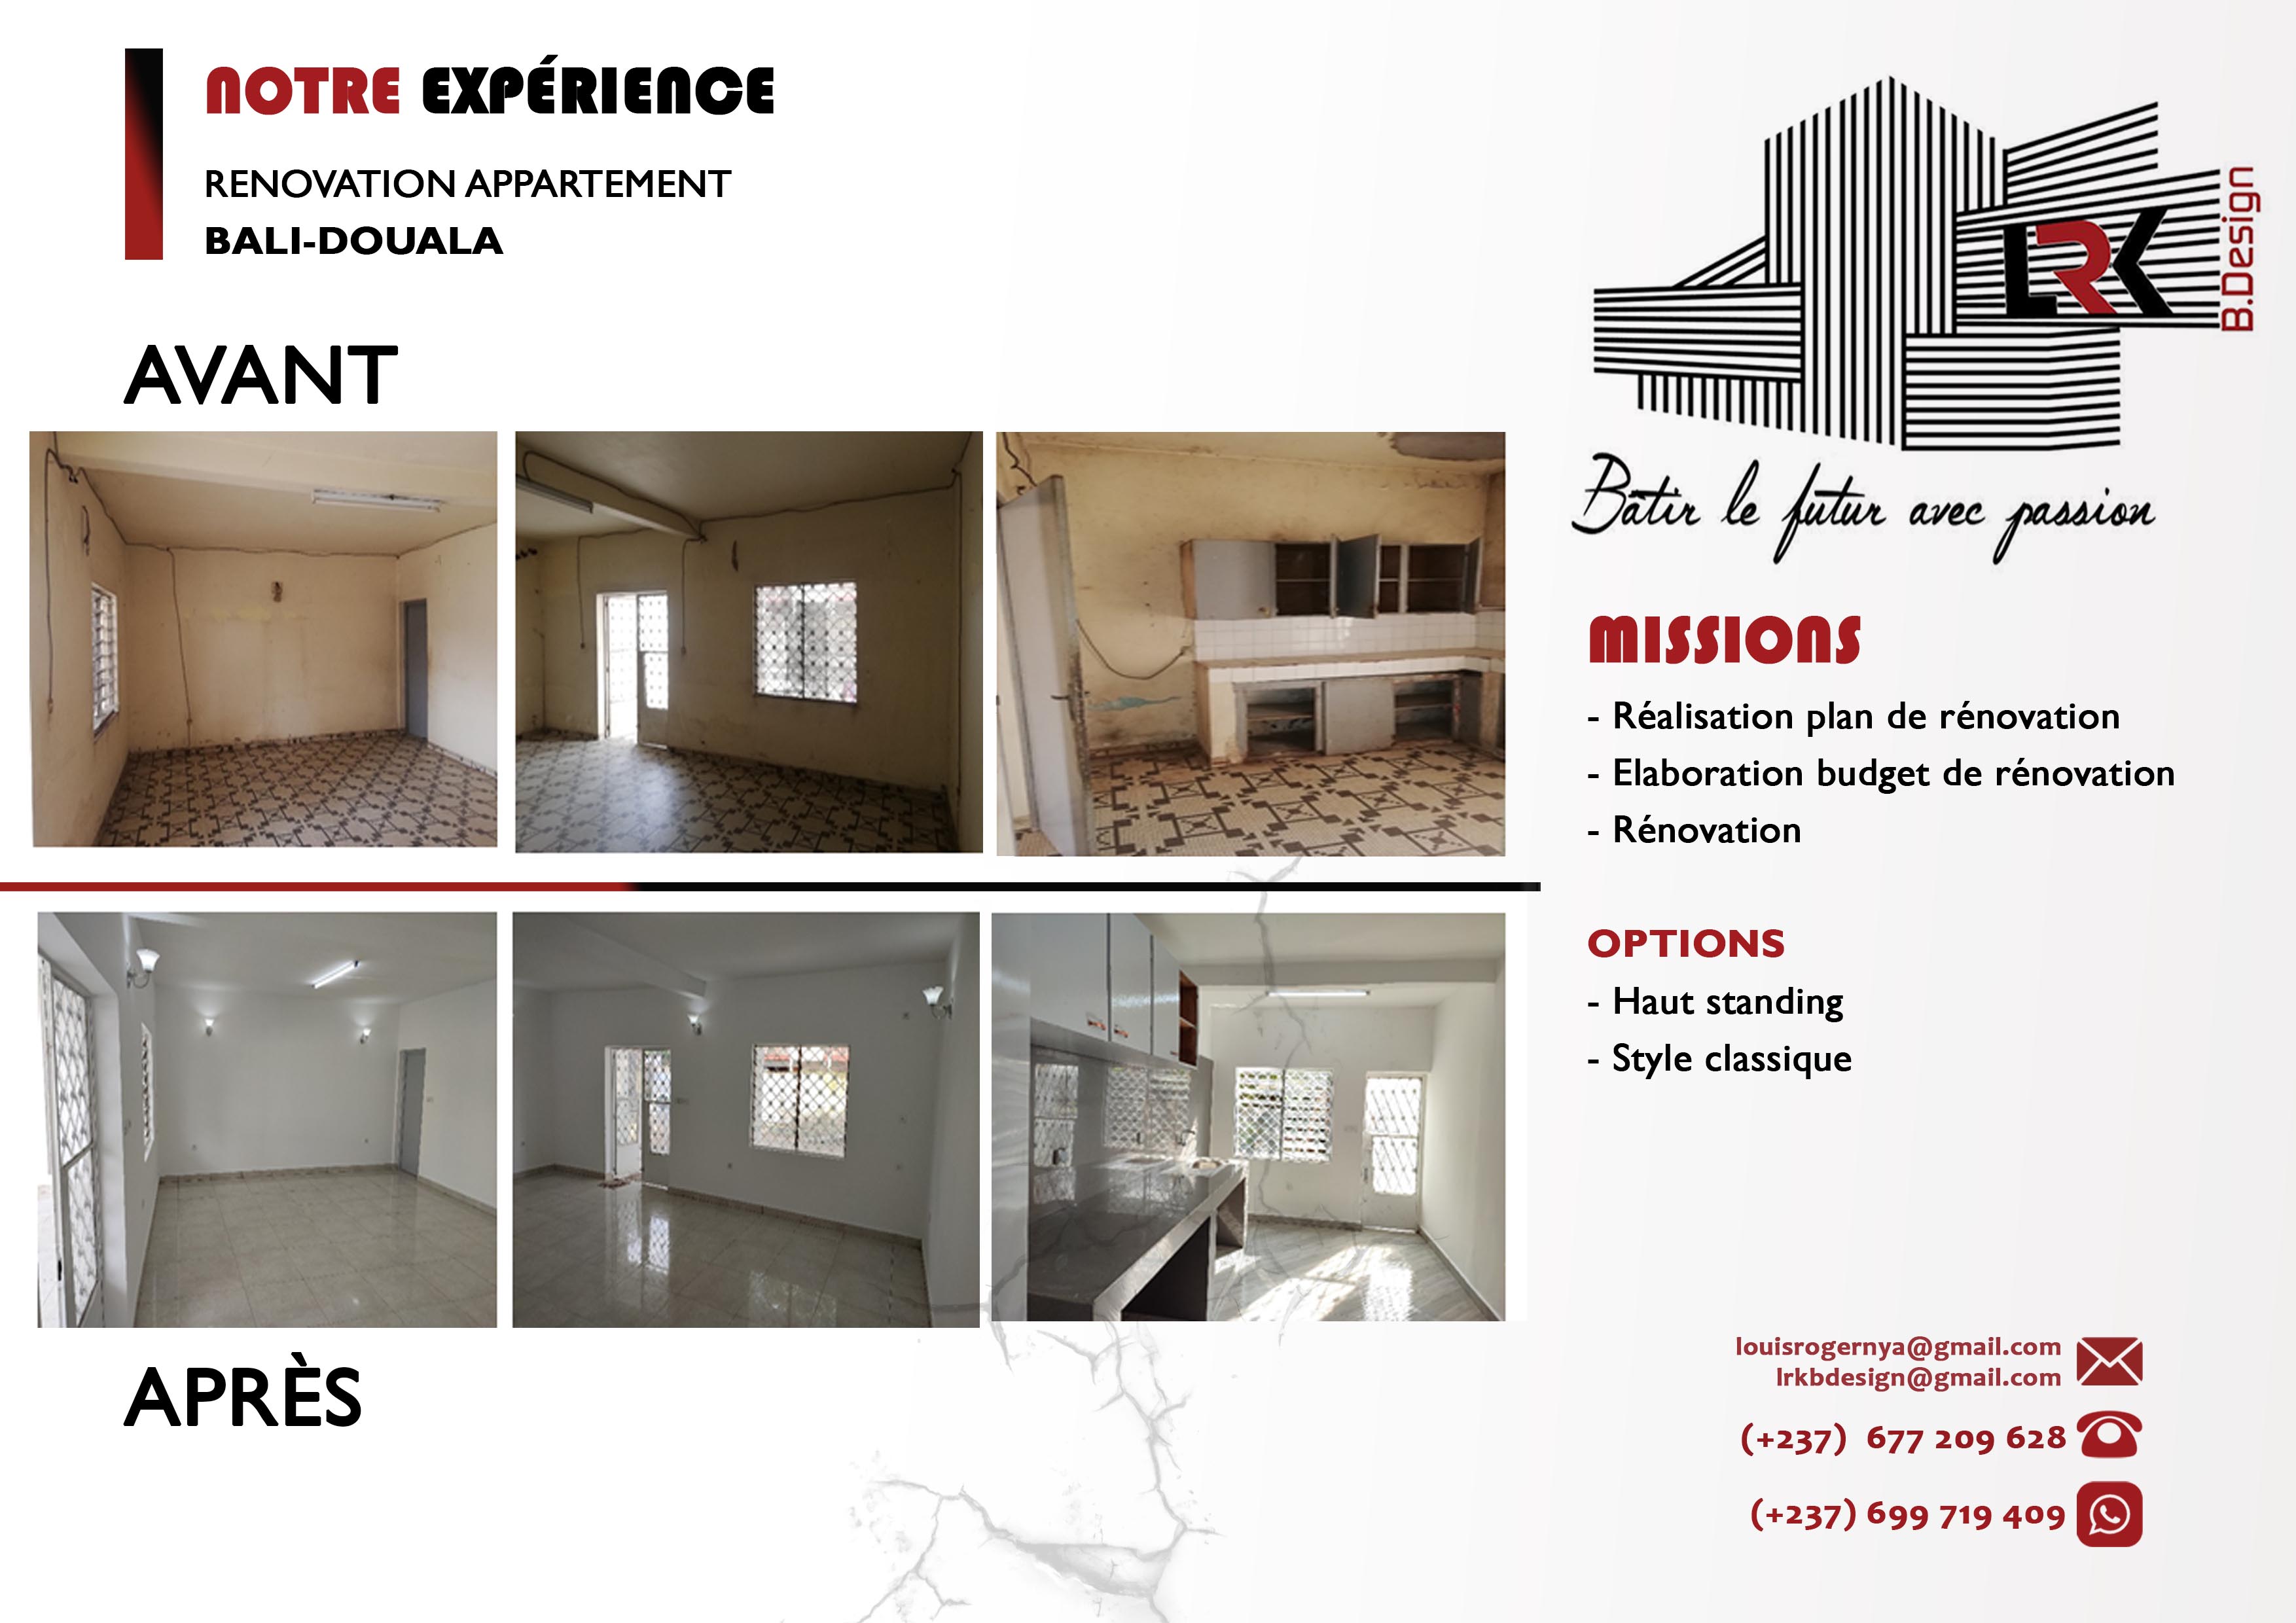 NOTRE EXPÉRIENCE
RENOVATION APPARTEMENT
BALI-DOUALA
AVANT
APRÈS
LRK
B.Design
Bâtir le futur avec passion
MISSIONS
- Réalisation plan de rénovation
- Elaboration budget de rénovation
- Rénovation
OPTIONS
- Haut standing
- Style classique
louisrogernya@gmail.com
lrkbdesign@gmail.com
(+237) 677 209 628
(+237) 699 719 409